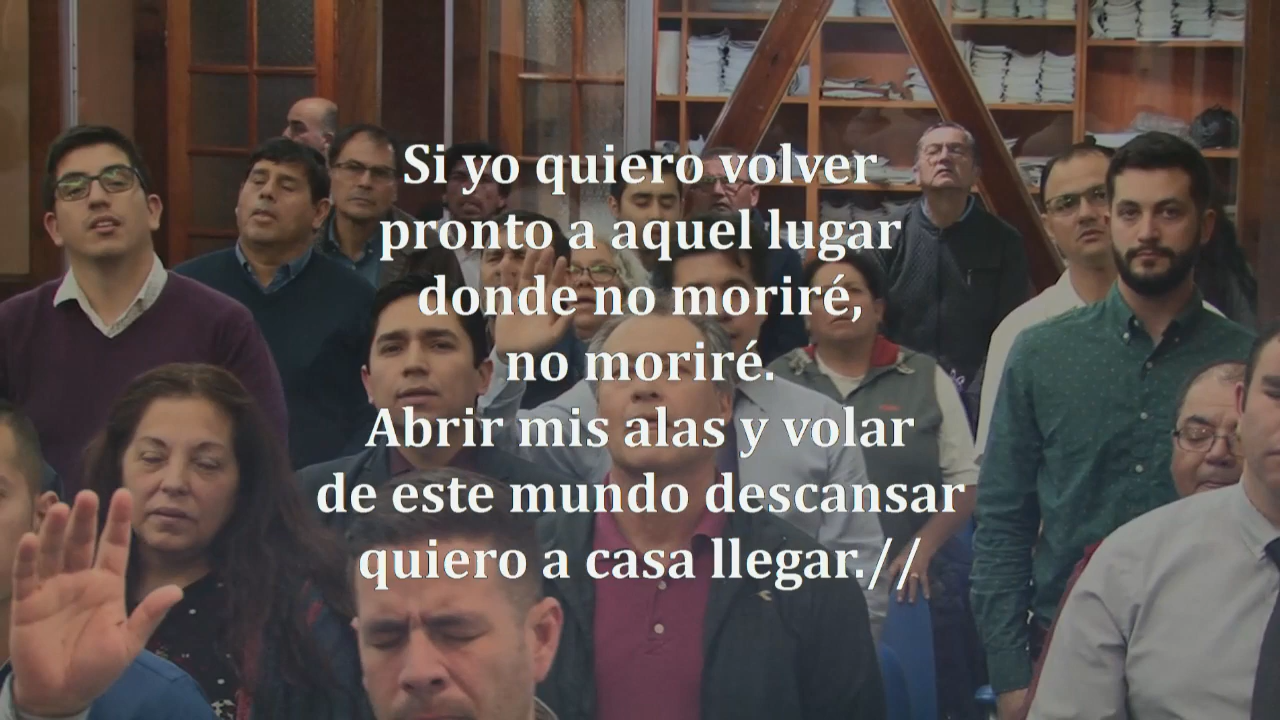 Si yo quiero volver
pronto a aquel lugar
donde no moriré,
no moriré.
Abrir mis alas y volar
de este mundo descansar
quiero a casa llegar.//